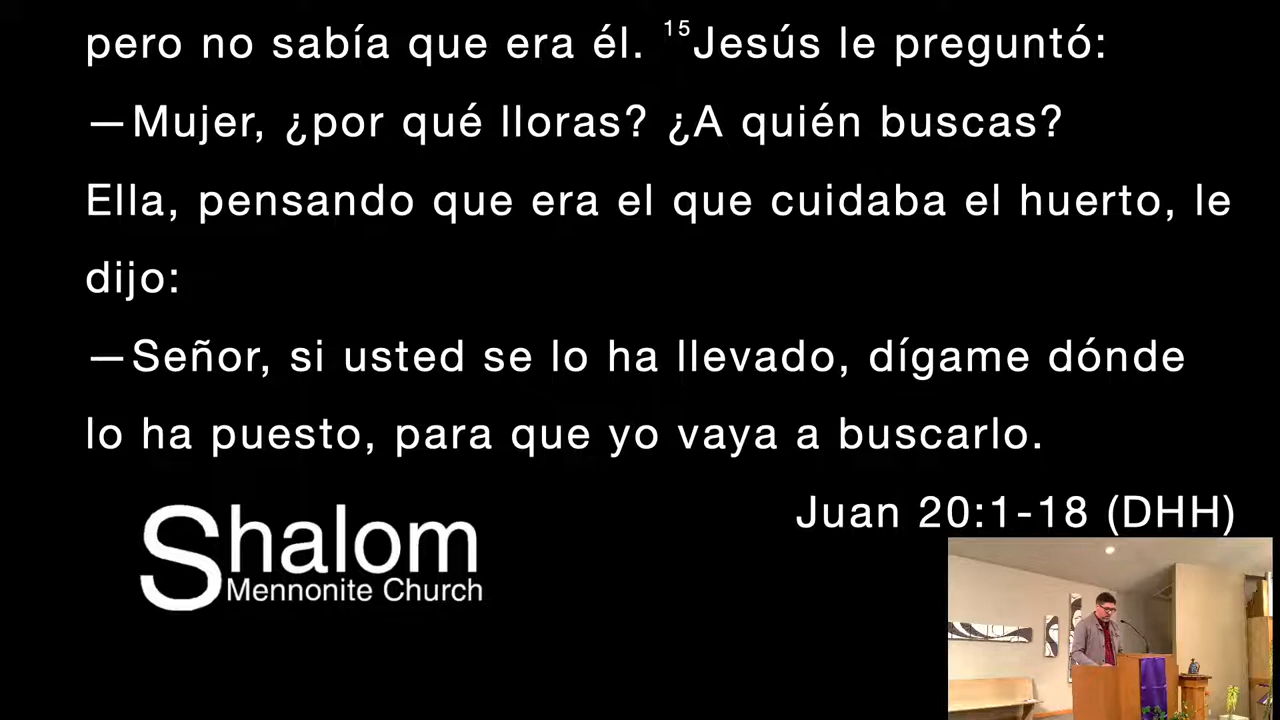 pero no sabía que era él. ¹⁵Jesús le preguntó:
—Mujer, ¿por qué lloras? ¿A quién buscas?
Ella, pensando que era el que cuidaba el huerto, le
dijo:
—Señor, si usted se lo ha llevado, dígame dónde
lo ha puesto, para que yo vaya a buscarlo.
Juan 20:1-18 (DHH)
Shalom
Mennonite Church